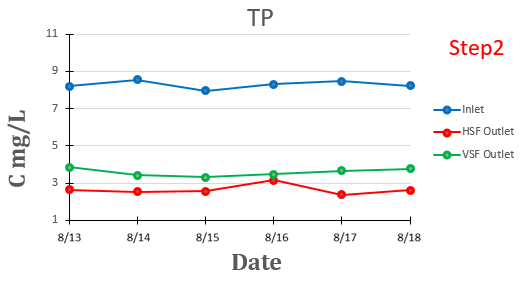 TP
Step2
11
9
7
5
3
1
C mg/L
8/13 8/14 8/15 8/16 8/17 8/18
Date
Inlet
HSF Outlet
VSF Outlet